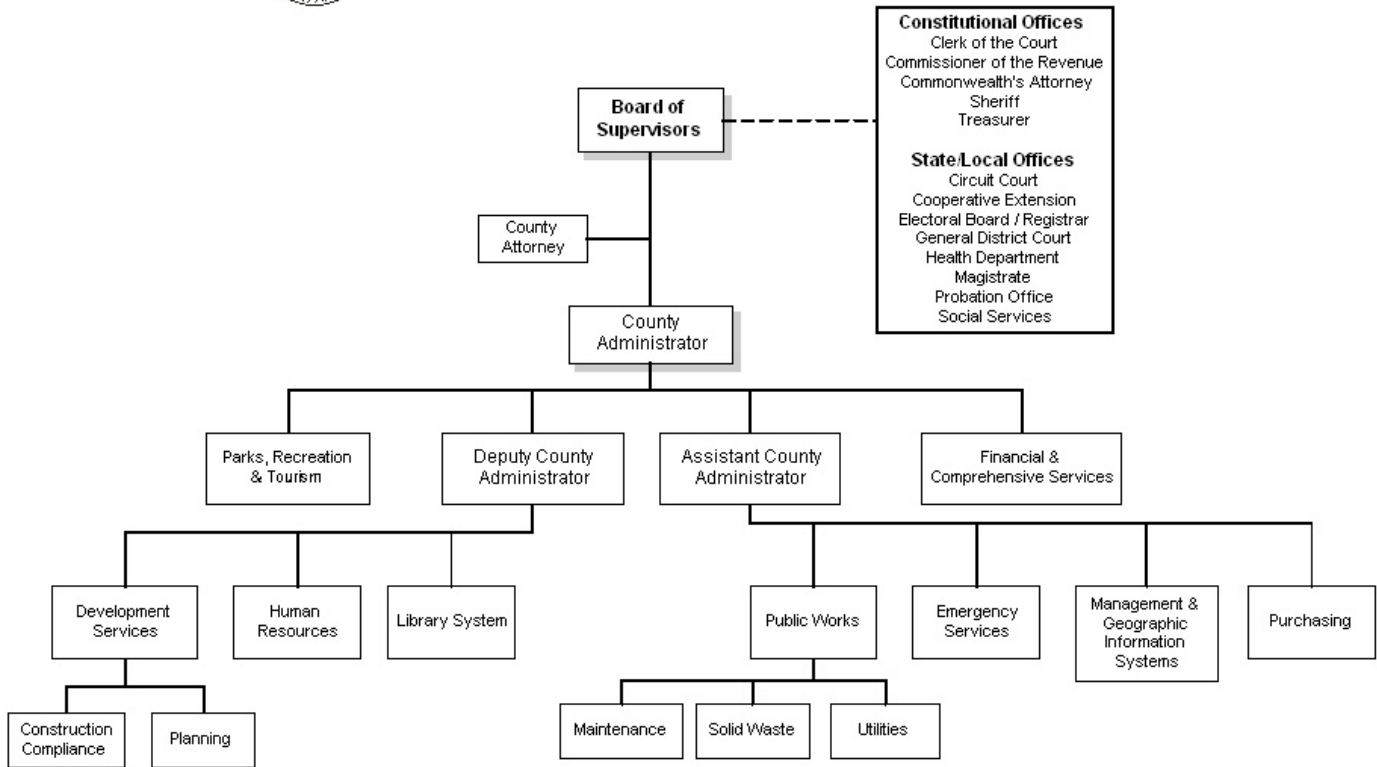 Constitutional Offices
Clerk of the Court
Commissioner of the Revenue
Commonwealth's Attorney
Sheriff
Treasurer
State/Local Offices
Circuit Court
Cooperative Extension
Electoral Board / Registrar
General District Court
Health Department
Magistrate
Probation Office
Social Services
Board of
Supervisors
County
Attorney
County
Administrator
Parks, Recreation
& Tourism
Deputy County
Administrator
Assistant County
Administrator
Financial &
Comprehensive Services
Development
Services
Human
Resources
Library System
Public Works
Emergency
Services
Management &
Geographic
Information
Systems
Purchasing
Construction
Compliance
Planning
Maintenance
Solid Waste
Utilities